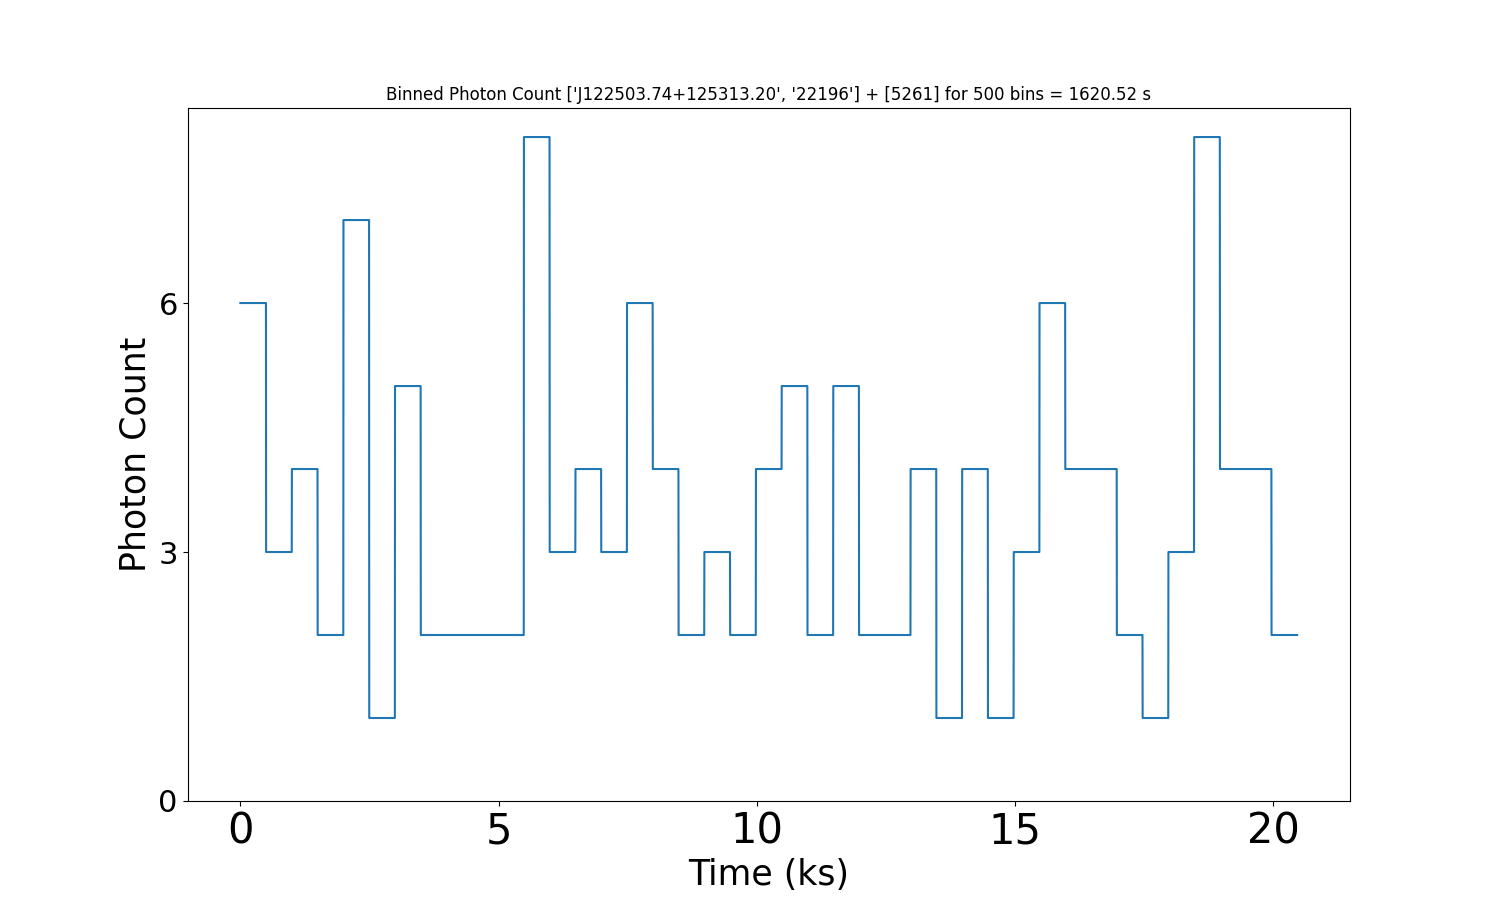 Binned Photon Count ['J122503.74+125313.20', '22196'] + [5261] for 500 bins = 1620.52 s
6
3
0
Photon Count
0 5 10 15 20
Time (ks)